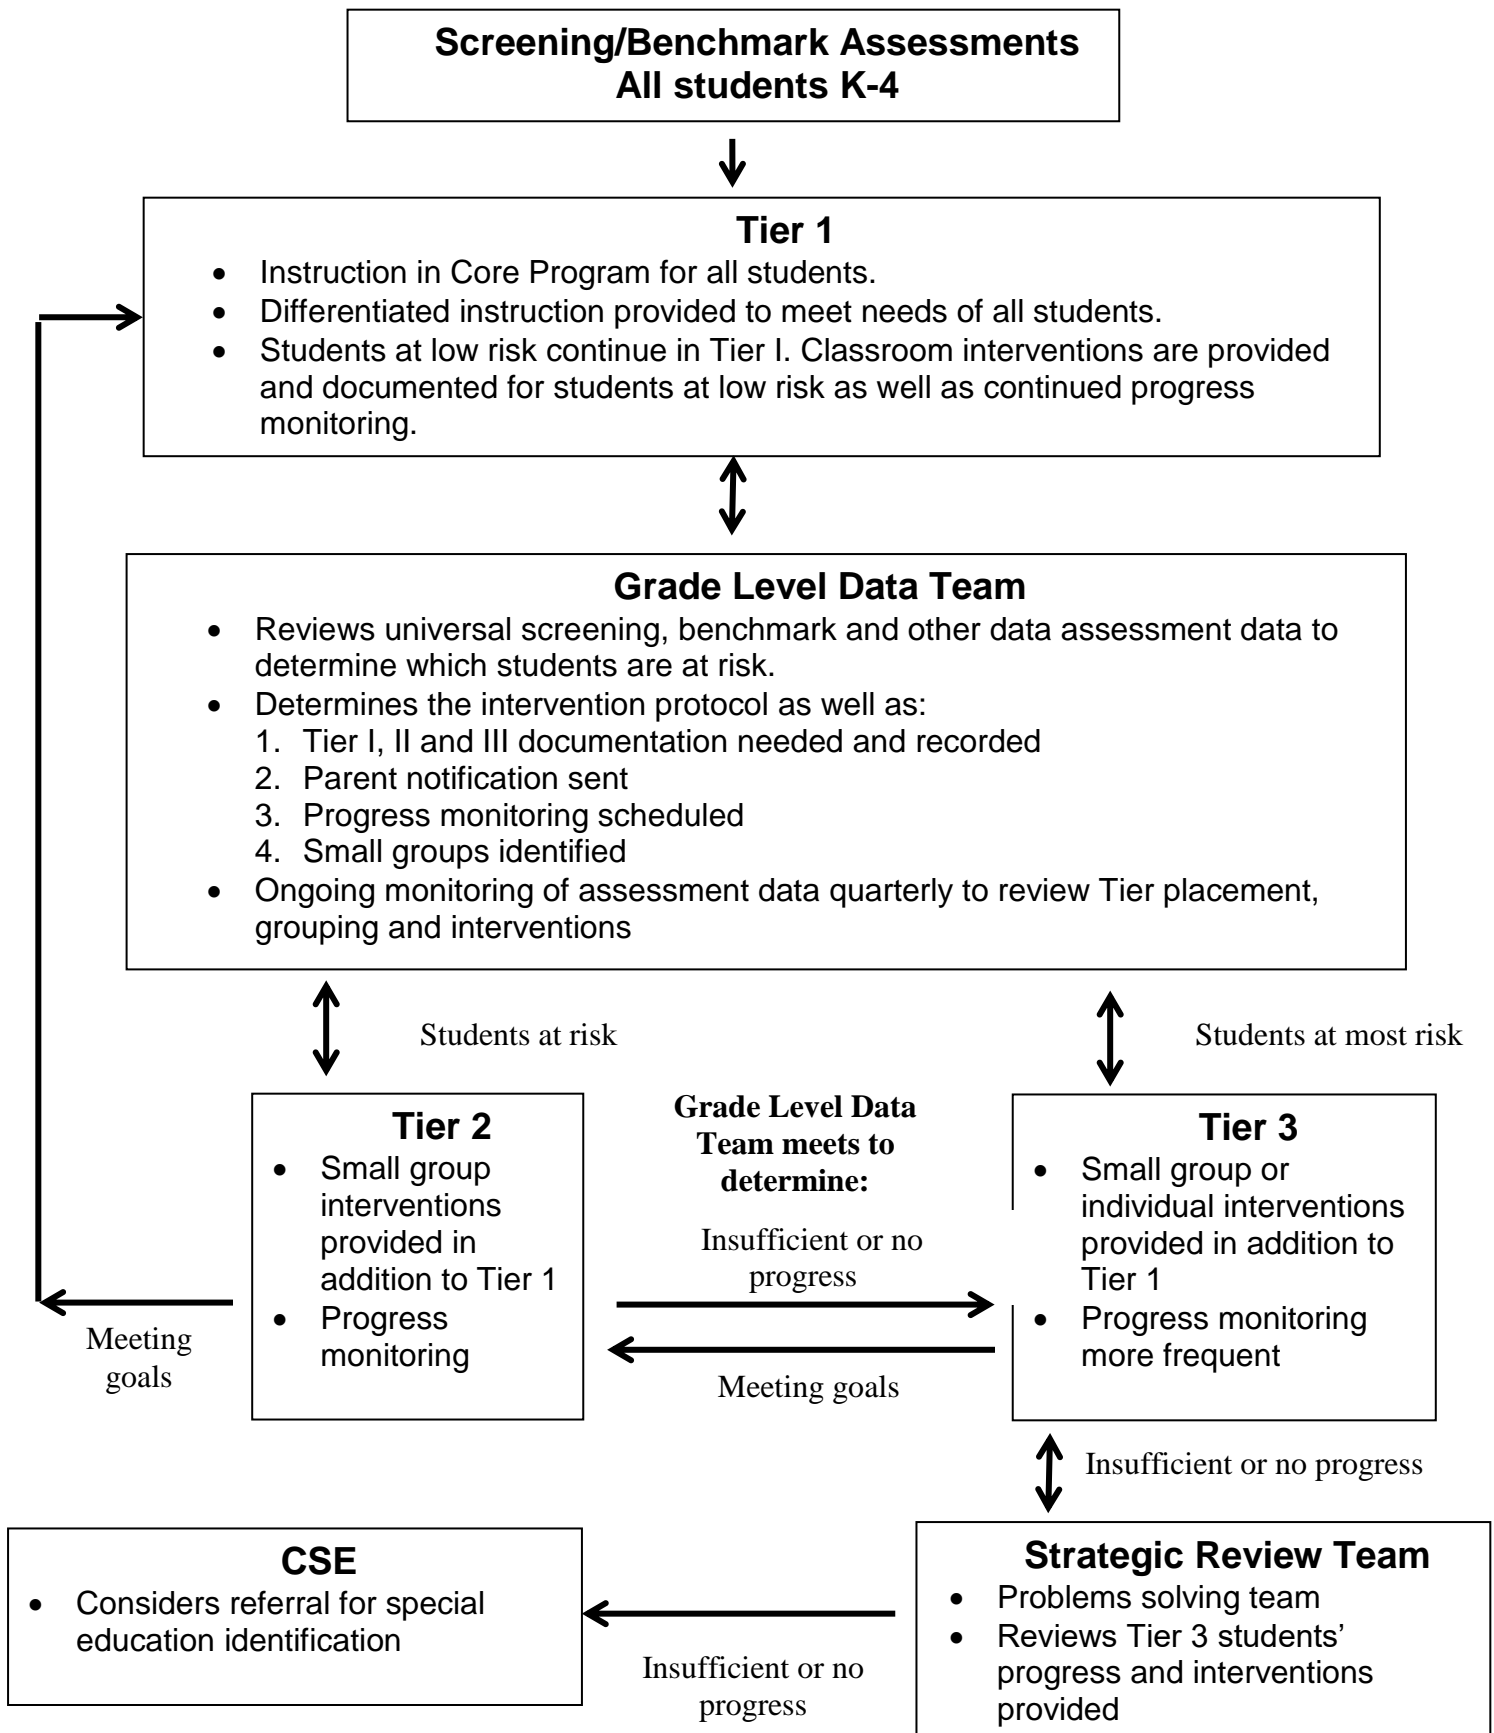 Screening/Benchmark Assessments
All students K-4
Tier 1
• Instruction in Core Program for all students.
• Differentiated instruction provided to meet needs of all students.
• Students at low risk continue in Tier I. Classroom interventions are provided
and documented for students at low risk as well as continued progress
monitoring.
Grade Level Data Team
• Reviews universal screening, benchmark and other data assessment data to
determine which students are at risk.
• Determines the intervention protocol as well as:
1. Tier I, II and III documentation needed and recorded
2. Parent notification sent
3. Progress monitoring scheduled
4. Small groups identified
• Ongoing monitoring of assessment data quarterly to review Tier placement,
grouping and interventions
Students at risk
Students at most risk
Tier 2
• Small group
interventions
provided in
addition to Tier 1
• Progress
monitoring
Grade Level Data
Team meets to
determine:
Insufficient or no
progress
Meeting goals
Tier 3
• Small group or
individual interventions
provided in addition to
Tier 1
• Progress monitoring
more frequent
Meeting
goals
Insufficient or no progress
CSE
• Considers referral for special
education identification
Insufficient or no
progress
Strategic Review Team
• Problems solving team
• Reviews Tier 3 students’
progress and interventions
provided